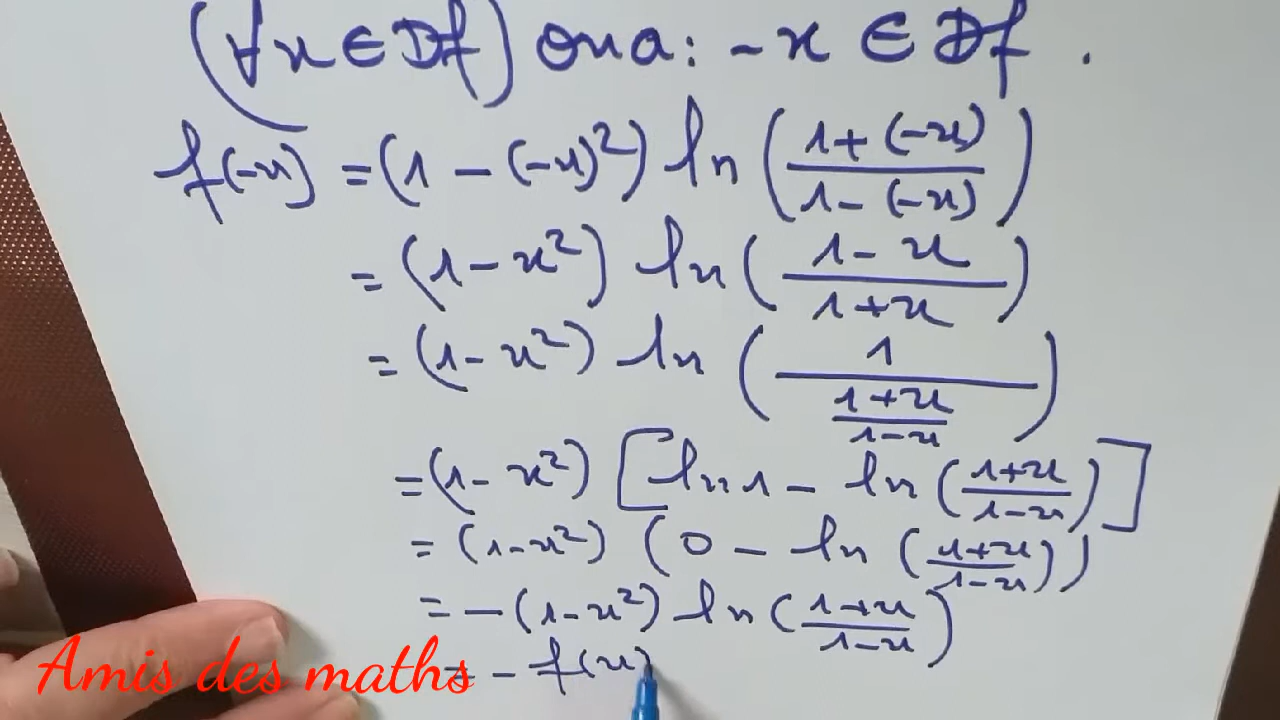 (∀x ∈ Df) on a : -x ∈ Df .
f(-x) = (1 - (-x)²) ln ( (1 + (-x)) / (1 - (-x)) )
= (1 - x²) ln ( (1 - x) / (1 + x) )
= (1 - x²) ln ( 1 / ( (1 + x) / (1 - x) ) )
= (1 - x²) [ ln 1 - ln ( (1 + x) / (1 - x) ) ]
= (1 - x²) ( 0 - ln ( (1 + x) / (1 - x) ) )
= - (1 - x²) ln ( (1 + x) / (1 - x) )
= - f(x)
Amis des maths